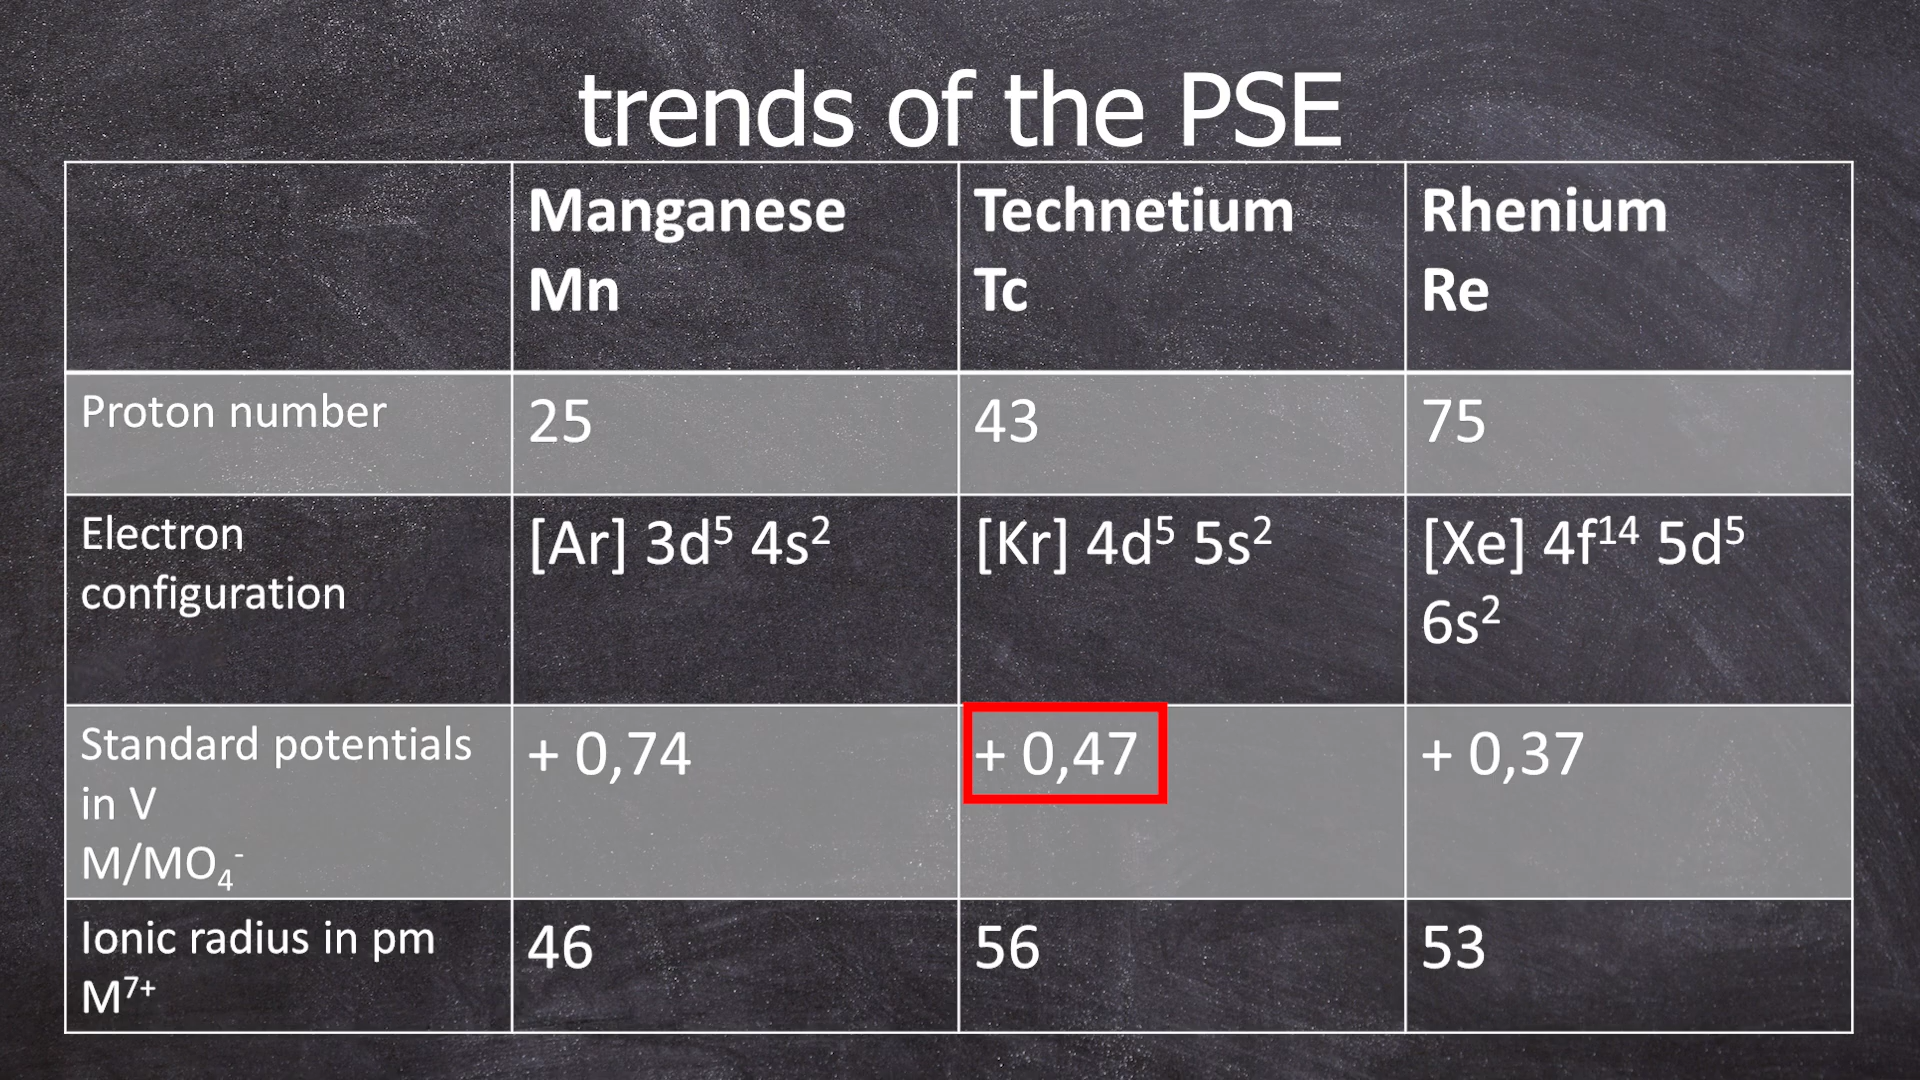 trends of the PSE
Manganese
Mn
Technetium
Tc
Rhenium
Re
Proton number
25
43
75
Electron
configuration
[Ar] 3d⁵ 4s²
[Kr] 4d⁵ 5s²
[Xe] 4f¹⁴ 5d⁵
6s²
Standard potentials
in V
M/MO₄⁻
+ 0,74
+ 0,47
+ 0,37
Ionic radius in pm
M⁷⁺
46
56
53